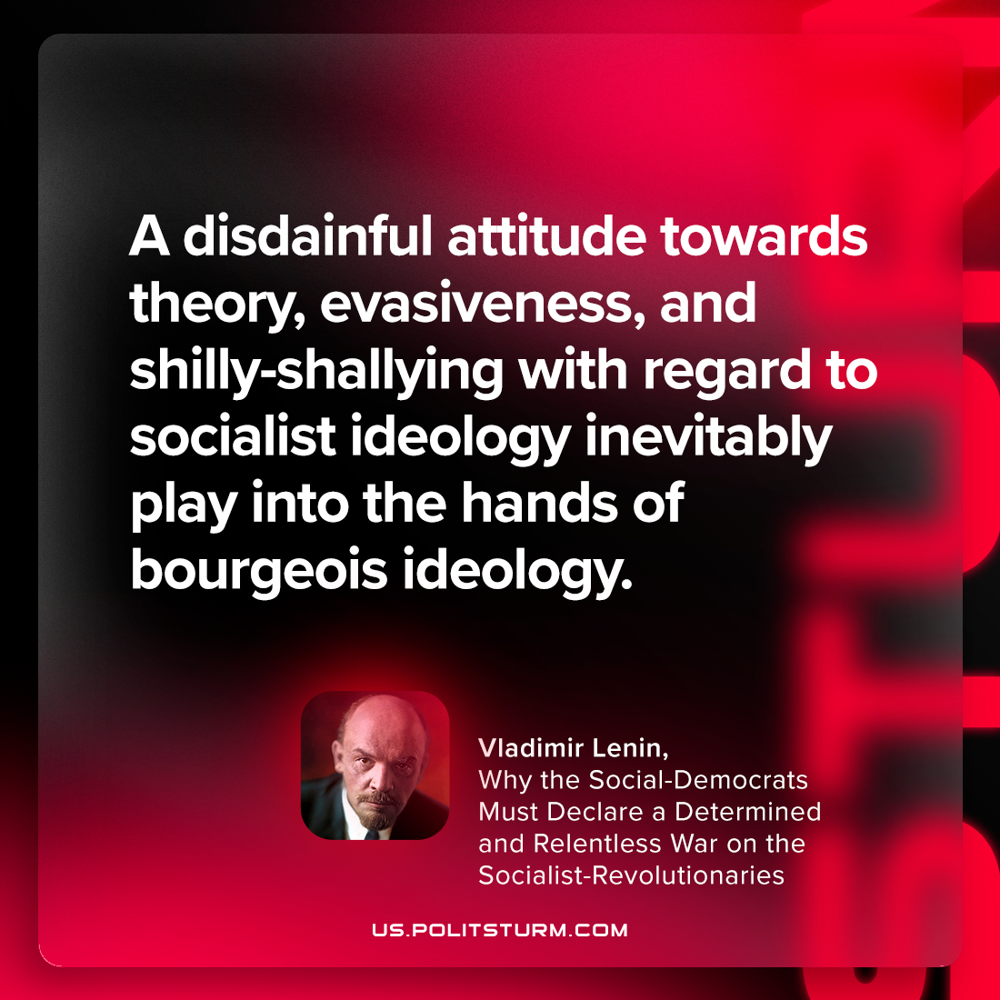 A disdainful attitude towards
theory, evasiveness, and
shilly-shallying with regard to
socialist ideology inevitably
play into the hands of
bourgeois ideology.
Vladimir Lenin,
Why the Social-Democrats
Must Declare a Determined
and Relentless War on the
Socialist-Revolutionaries
US.POLITSTURM.COM